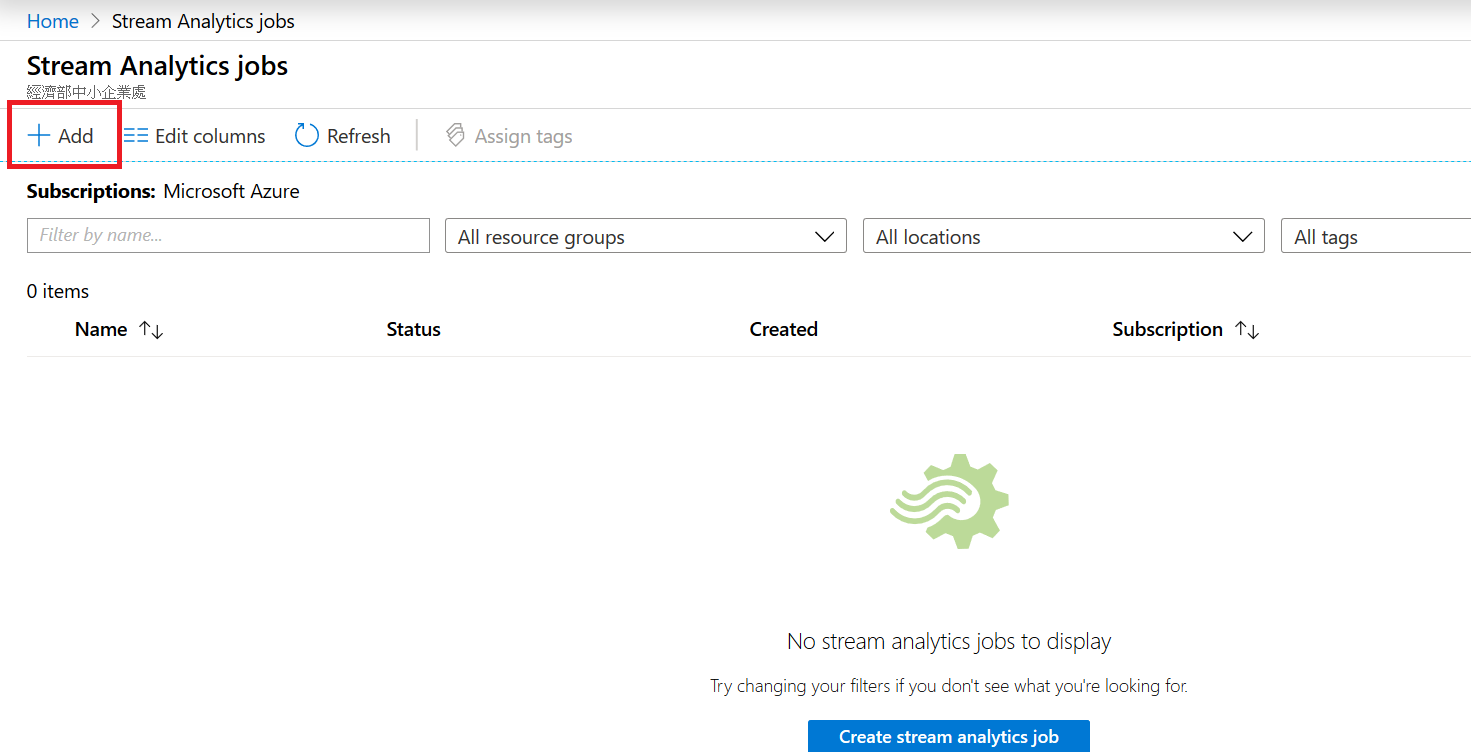 Home > Stream Analytics jobs
Stream Analytics jobs
經濟部中小企業處
Add Edit columns Refresh Assign tags
Subscriptions: Microsoft Azure
Filter by name... All resource groups All locations All tags
0 items
Name Status Created Subscription
No stream analytics jobs to display
Try changing your filters if you don't see what you're looking for.
Create stream analytics job